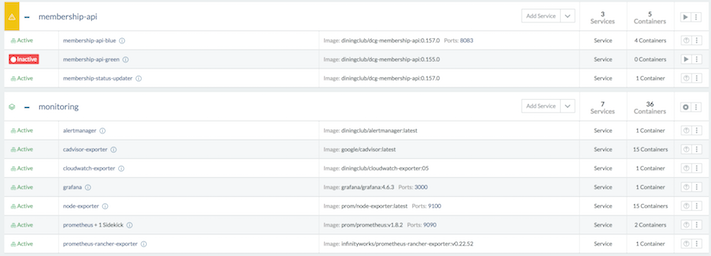 membership-api Add Service 3 Services 5 Containers
Active membership-api-blue Image: diningclub/dcg-membership-api:0.157.0 Ports: 8083 Service 4 Containers
Inactive membership-api-green Image: diningclub/dcg-membership-api:0.155.0 Service 0 Containers
Active membership-status-updater Image: diningclub/dcg-membership-api:0.157.0 Service 1 Container
monitoring Add Service 7 Services 36 Containers
Active alertmanager Image: diningclub/alertmanager:latest Service 1 Container
Active cadvisor-exporter Image: google/cadvisor:latest Service 15 Containers
Active cloudwatch-exporter Image: diningclub/cloudwatch-exporter:05 Service 1 Container
Active grafana Image: grafana/grafana:4.6.3 Ports: 3000 Service 1 Container
Active node-exporter Image: prom/node-exporter:latest Ports: 9100 Service 15 Containers
Active prometheus + 1 Sidekick Image: prom/prometheus:v1.8.2 Ports: 9090 Service 2 Containers
Active prometheus-rancher-exporter Image: infinityworks/prometheus-rancher-exporter:v0.22.52 Service 1 Container